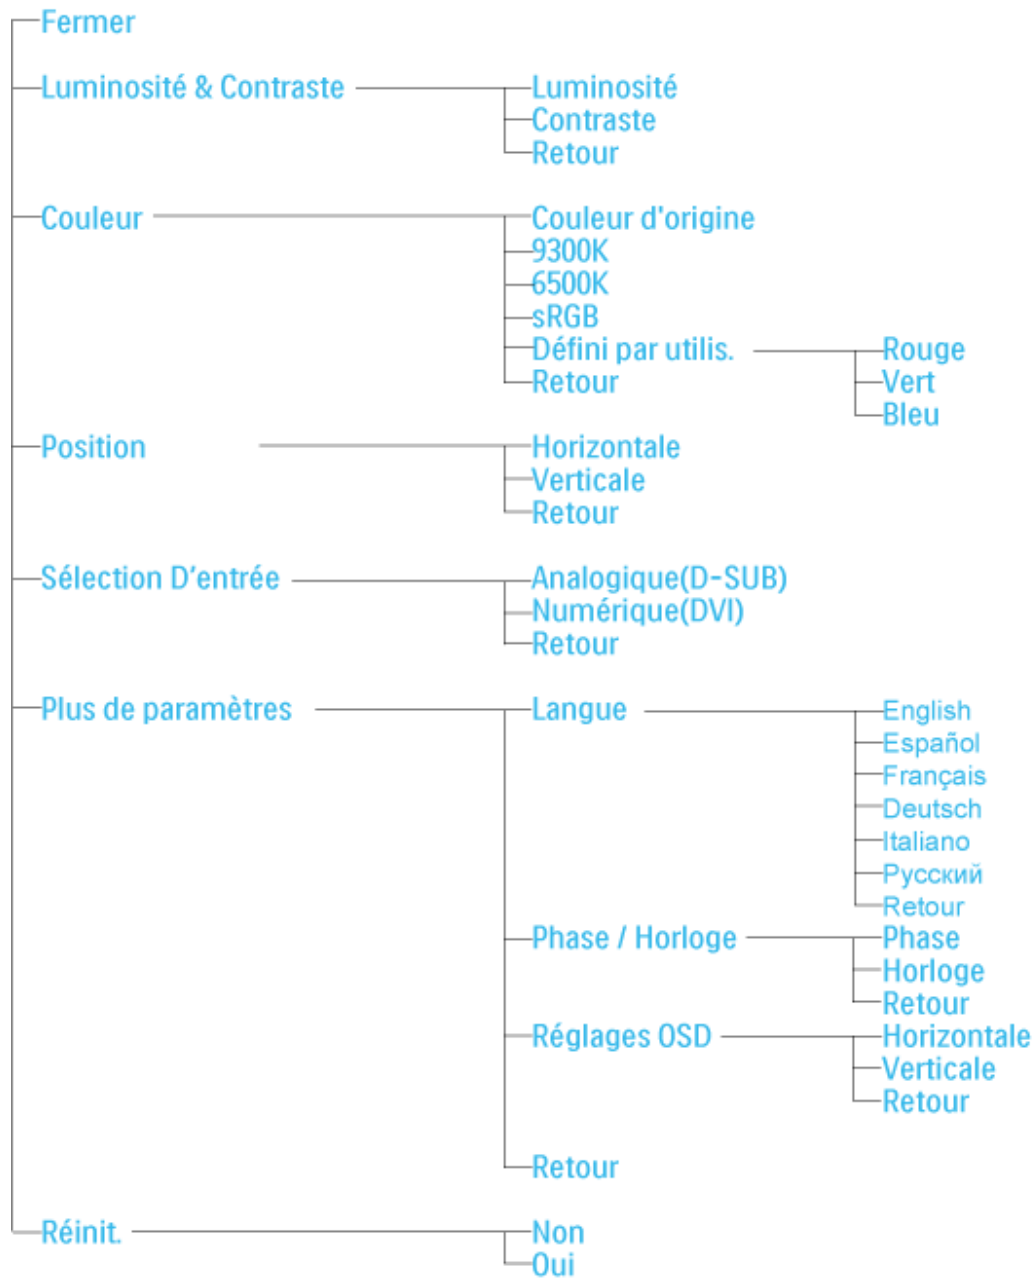 Fermer
Luminosité & Contraste
Luminosité
Contraste
Retour
Couleur
Couleur d'origine
9300K
6500K
sRGB
Défini par utilis.
Rouge
Retour
Vert
Bleu
Position
Horizontale
Verticale
Retour
Sélection D'entrée
Analogique(D-SUB)
Numérique(DVI)
Retour
Plus de paramètres
Langue
English
Español
Français
Deutsch
Italiano
Русский
Retour
Phase / Horloge
Phase
Horloge
Retour
Réglages OSD
Horizontale
Verticale
Retour
Retour
Réinit.
Non
Oui